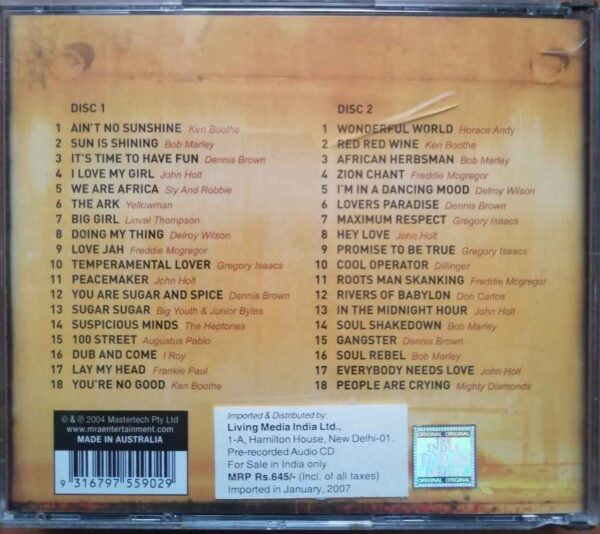 DISC 1
1 AIN'T NO SUNSHINE Ken Boothe
2 SUN IS SHINING Bob Marley
3 IT'S TIME TO HAVE FUN Dennis Brown
4 I LOVE MY GIRL John Holt
5 WE ARE AFRICA Sly And Robbie
6 THE ARK Yellowman
7 BIG GIRL Linval Thompson
8 DOING MY THING Delroy Wilson
9 LOVE JAH Freddie Mcgregor
10 TEMPERAMENTAL LOVER Gregory Isaacs
11 PEACEMAKER John Holt
12 YOU ARE SUGAR AND SPICE Dennis Brown
13 SUGAR SUGAR Big Youth & Junior Byles
14 SUSPICIOUS MINDS The Heptones
15 100 STREET Augustus Pablo
16 DUB AND COME I Roy
17 LAY MY HEAD Frankie Paul
18 YOU'RE NO GOOD Ken Boothe
DISC 2
1 WONDERFUL WORLD Horace Andy
2 RED RED WINE Ken Boothe
3 AFRICAN HERBSMAN Bob Marley
4 ZION CHANT Freddie Mcgregor
5 I'M IN A DANCING MOOD Delroy Wilson
6 LOVERS PARADISE Dennis Brown
7 MAXIMUM RESPECT Gregory Isaacs
8 HEY LOVE John Holt
9 PROMISE TO BE TRUE Gregory Isaacs
10 COOL OPERATOR Dillinger
11 ROOTS MAN SKANKING Freddie Mcgregor
12 RIVERS OF BABYLON Don Carlos
13 IN THE MIDNIGHT HOUR John Holt
14 SOUL SHAKEDOWN Bob Marley
15 GANGSTER Dennis Brown
16 SOUL REBEL Bob Marley
17 EVERYBODY NEEDS LOVE John Holt
18 PEOPLE ARE CRYING Mighty Diamonds
© & ℗ 2004 Mastertech Pty Ltd
www.mraentertainment.com
MADE IN AUSTRALIA
9 316797 559029
Imported & Distributed by:
Living Media India Ltd.,
1-A, Hamilton House, New Delhi-01.
Pre-recorded Audio CD
For Sale in India only
MRP Rs.645/- (Incl. of all taxes)
Imported in January, 2007
ORIGINAL ORIGINAL
ORIGINAL ORIGINAL